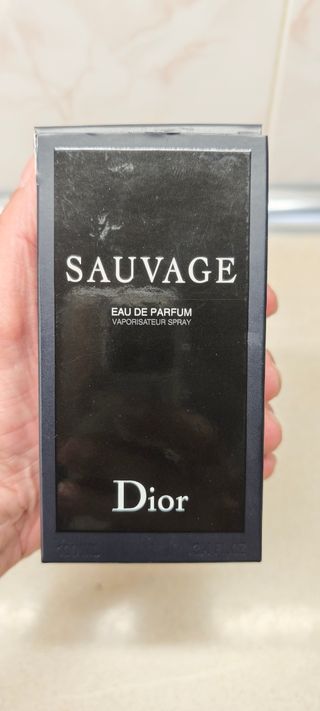 SAUVAGE
EAU DE PARFUM
VAPORISATEUR SPRAY
Dior